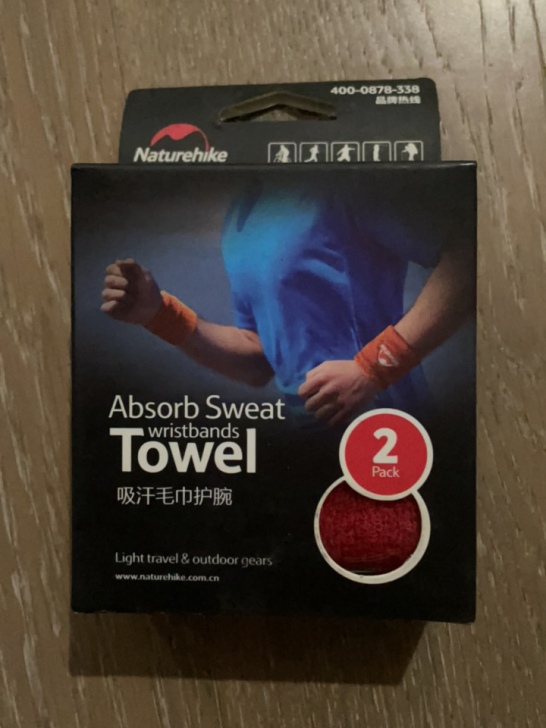 400-0878-338
品牌热线
Naturehike
Absorb Sweat
wristbands
Towel
吸汗毛巾护腕
2
Pack
Light travel & outdoor gears
www.naturehike.com.cn